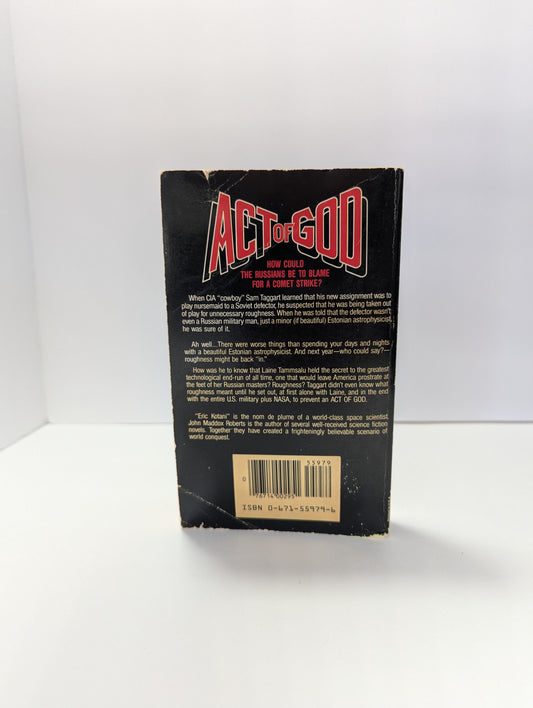 ACT OF GOD
HOW COULD
THE RUSSIANS BE TO BLAME
FOR A COMET STRIKE?
When CIA "cowboy" Sam Taggart learned that his new assignment was to
play nursemaid to a Soviet defector, he suspected that he was being taken out
of play for unnecessary roughness. When he was told that the defector wasn't
even a Russian military man, just a minor (if beautiful) Estonian astrophysicist,
he was sure of it.
Ah well...There were worse things than spending your days and nights
with a beautiful Estonian astrophysicist. And next year—who could say?—
roughness might be back "in."
How was he to know that Laine Tammsalu held the secret to the greatest
technological end-run of all time, one that would leave America prostrate at
the feet of her Russian masters? Roughness? Taggart didn't even know what
roughness meant until he set out, at first alone with Laine, and in the end
with the entire U.S. military plus NASA, to prevent an ACT OF GOD.
"Eric Kotani" is the nom de plume of a world-class space scientist,
John Maddox Roberts is the author of several well-received science fiction
novels. Together they have created a frighteningly believable scenario of
world conquest.
55979
0
76714 00295
ISBN 0-671-55979-6